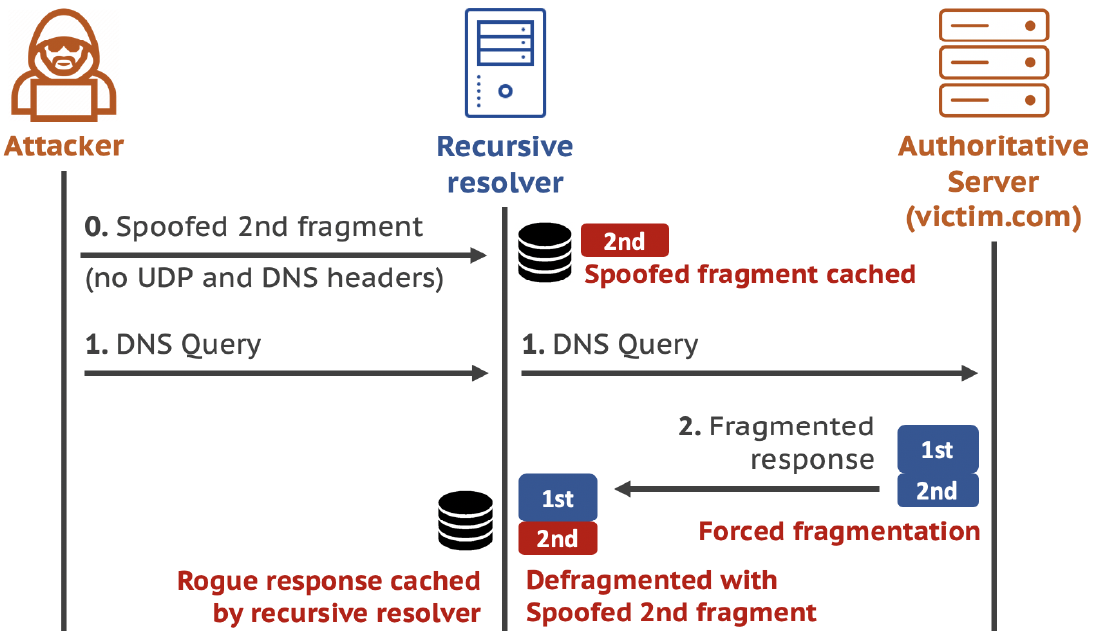 Attacker
Recursive
resolver
Authoritative
Server
(victim.com)
0. Spoofed 2nd fragment
(no UDP and DNS headers)
2nd
Spoofed fragment cached
1. DNS Query
1. DNS Query
2. Fragmented
response
1st
2nd
Forced fragmentation
1st
2nd
Rogue response cached
by recursive resolver
Defragmented with
Spoofed 2nd fragment